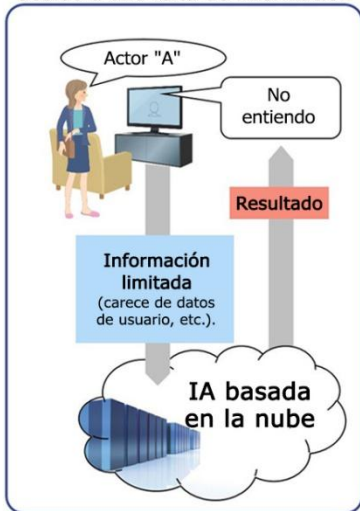 Actor "A"
No
entiendo
Resultado
Información
limitada
(carece de datos
de usuario, etc.).
IA basada
en la nube